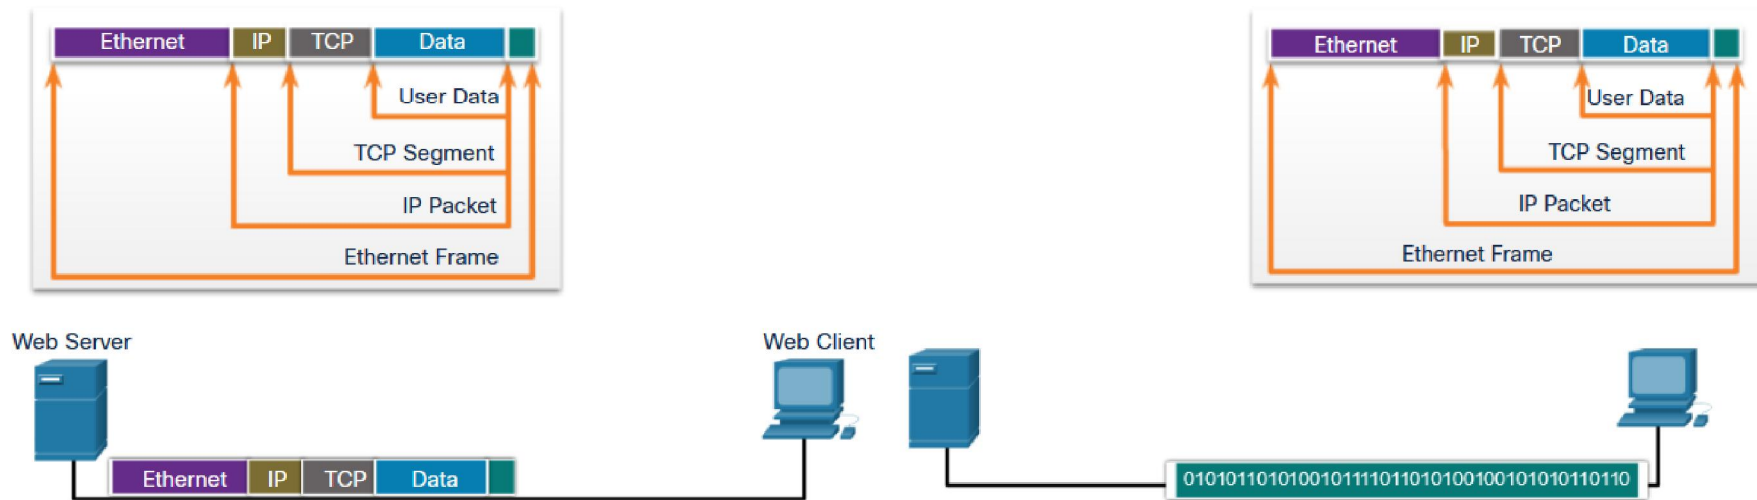 Ethernet IP TCP Data
User Data
TCP Segment
IP Packet
Ethernet Frame
Ethernet IP TCP Data
User Data
TCP Segment
IP Packet
Ethernet Frame
Web Server
Web Client
Ethernet IP TCP Data
0101011010100101111011010100100101010110110